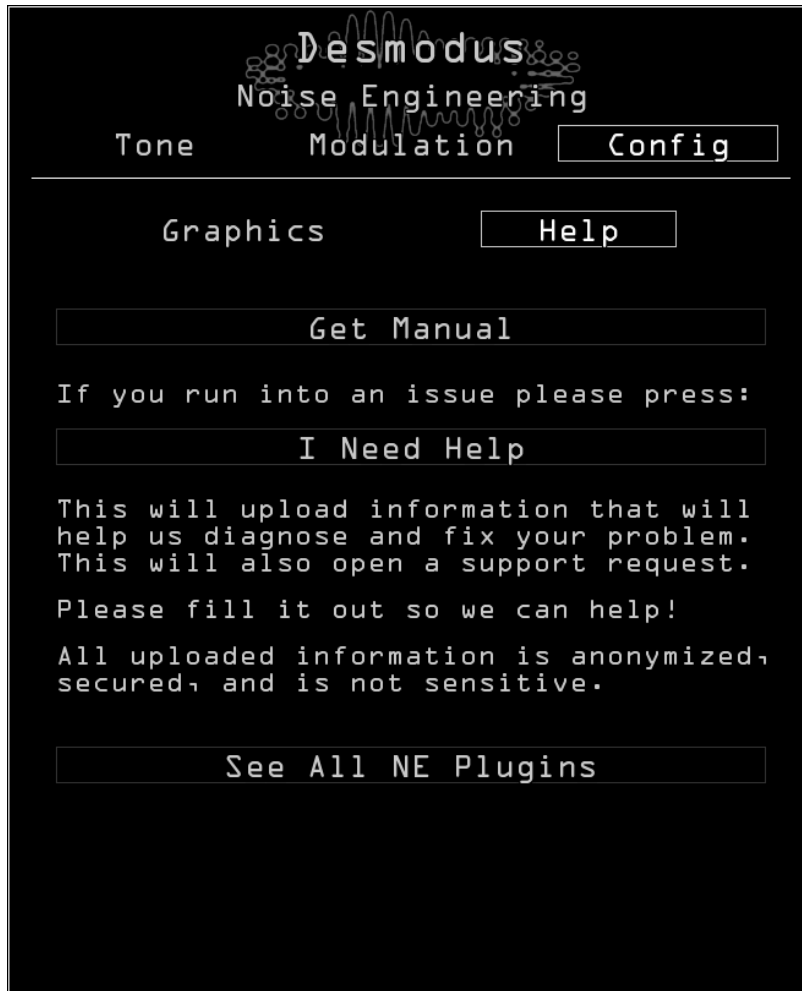 Desmodus
Noise Engineering
Tone Modulation Config
Graphics Help
Get Manual
If you run into an issue please press:
I Need Help
This will upload information that will
help us diagnose and fix your problem.
This will also open a support request.
Please fill it out so we can help!
All uploaded information is anonymized,
secured, and is not sensitive.
See All NE Plugins